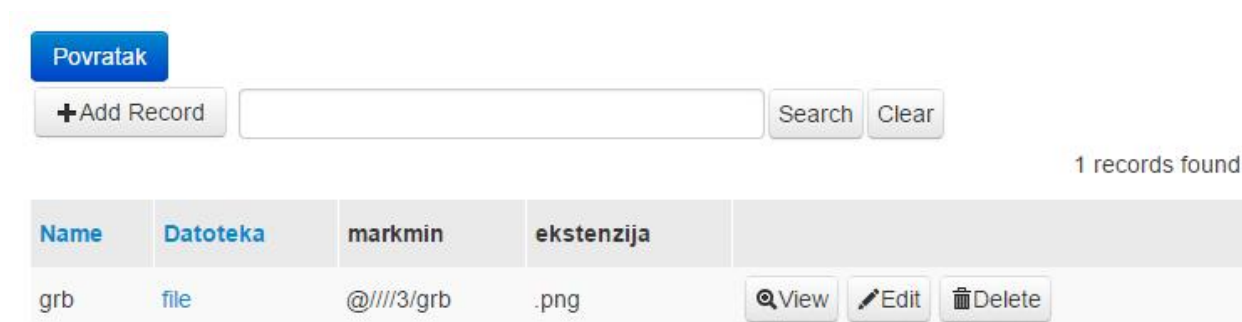 Povratak
+Add Record Search Clear
1 records found
Name Datoteka markmin ekstenzija
grb file @////3/grb .png View Edit Delete